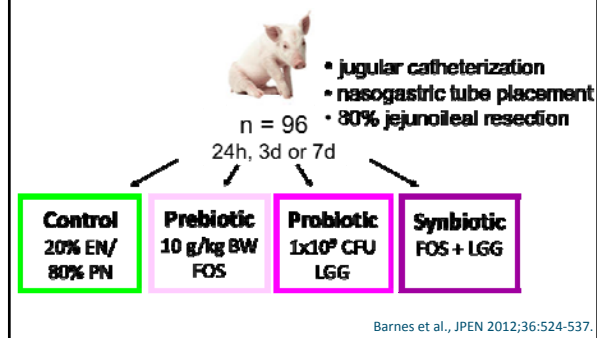 • jugular catheterization
• nasogastric tube placement
• 80% jejunoileal resection
n = 96
24h, 3d or 7d
Control
20% EN/
80% PN
Prebiotic
10 g/kg BW
FOS
Probiotic
1x10⁹ CFU
LGG
Synbiotic
FOS + LGG
Barnes et al., JPEN 2012;36:524-537.